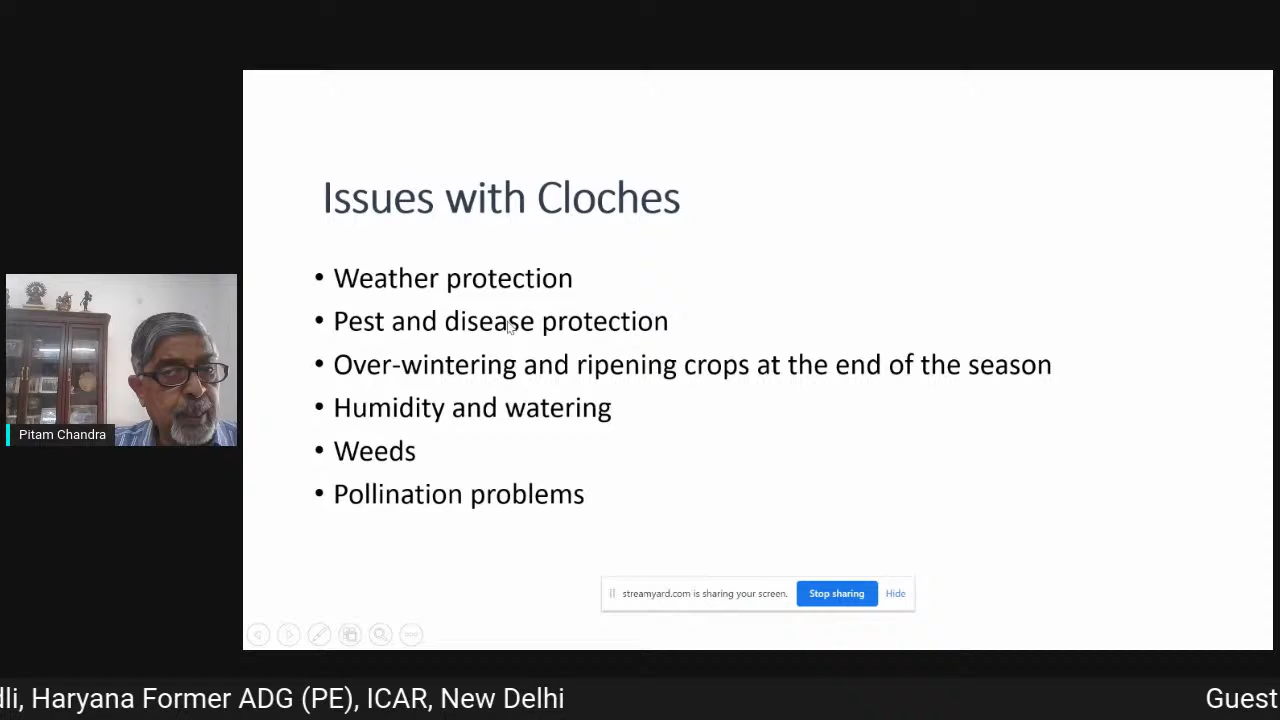 Issues with Cloches
• Weather protection
• Pest and disease protection
• Over-wintering and ripening crops at the end of the season
• Humidity and watering
• Weeds
• Pollination problems
Pitam Chandra
streamyard.com is sharing your screen. Stop sharing Hide
dli, Haryana Former ADG (PE), ICAR, New Delhi Guest